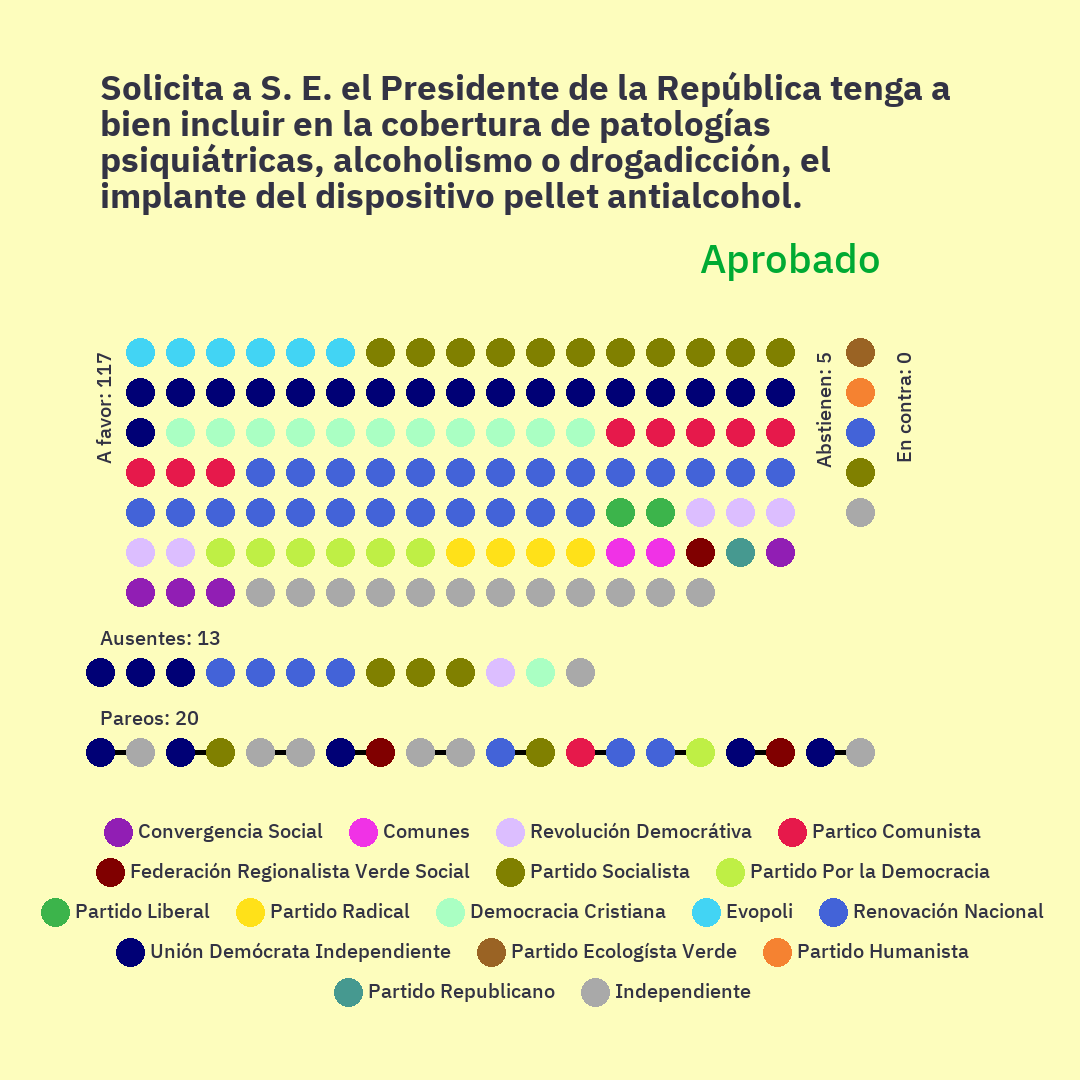 Solicita a S. E. el Presidente de la República tenga a
bien incluir en la cobertura de patologías
psiquiátricas, alcoholismo o drogadicción, el
implante del dispositivo pellet antialcohol.
Aprobado
A favor: 117
Abstienen: 5
En contra: 0
Ausentes: 13
Pareos: 20
Convergencia Social Comunes Revolución Democrátiva Partico Comunista
Federación Regionalista Verde Social Partido Socialista Partido Por la Democracia
Partido Liberal Partido Radical Democracia Cristiana Evopoli Renovación Nacional
Unión Demócrata Independiente Partido Ecologísta Verde Partido Humanista
Partido Republicano Independiente